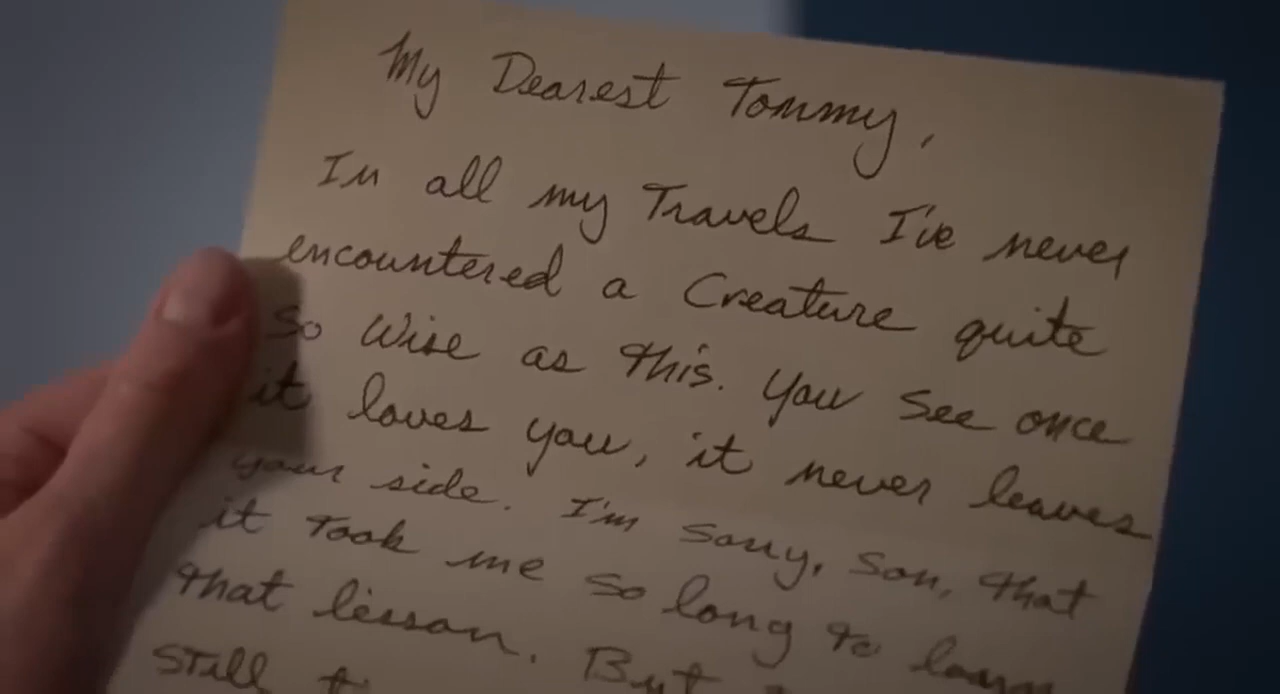 My Dearest Tommy,
In all my Travels I've never
encountered a Creature quite
so Wise as this. You see once
it loves you, it never leaves
your side. I'm sorry, son, that
it took me so long to learn
that lesson. But
still